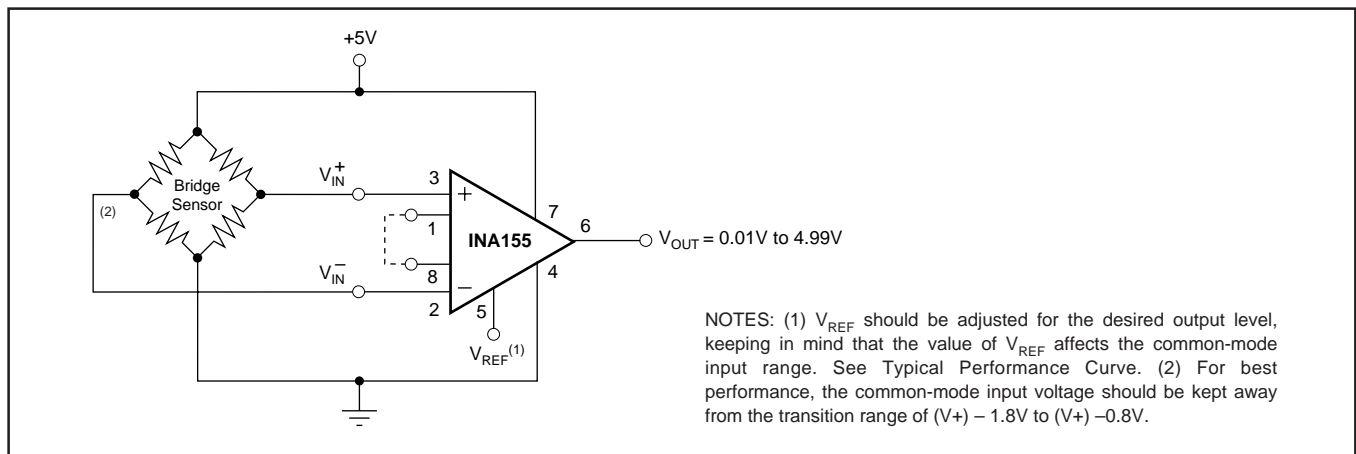 +5V
Bridge
Sensor
(2)
V+IN
3
+
1
7
6
INA155
VOUT = 0.01V to 4.99V
8
4
V–IN
–
2
5
VREF(1)
NOTES: (1) VREF should be adjusted for the desired output level,
keeping in mind that the value of VREF affects the common-mode
input range. See Typical Performance Curve. (2) For best
performance, the common-mode input voltage should be kept away
from the transition range of (V+) – 1.8V to (V+) –0.8V.